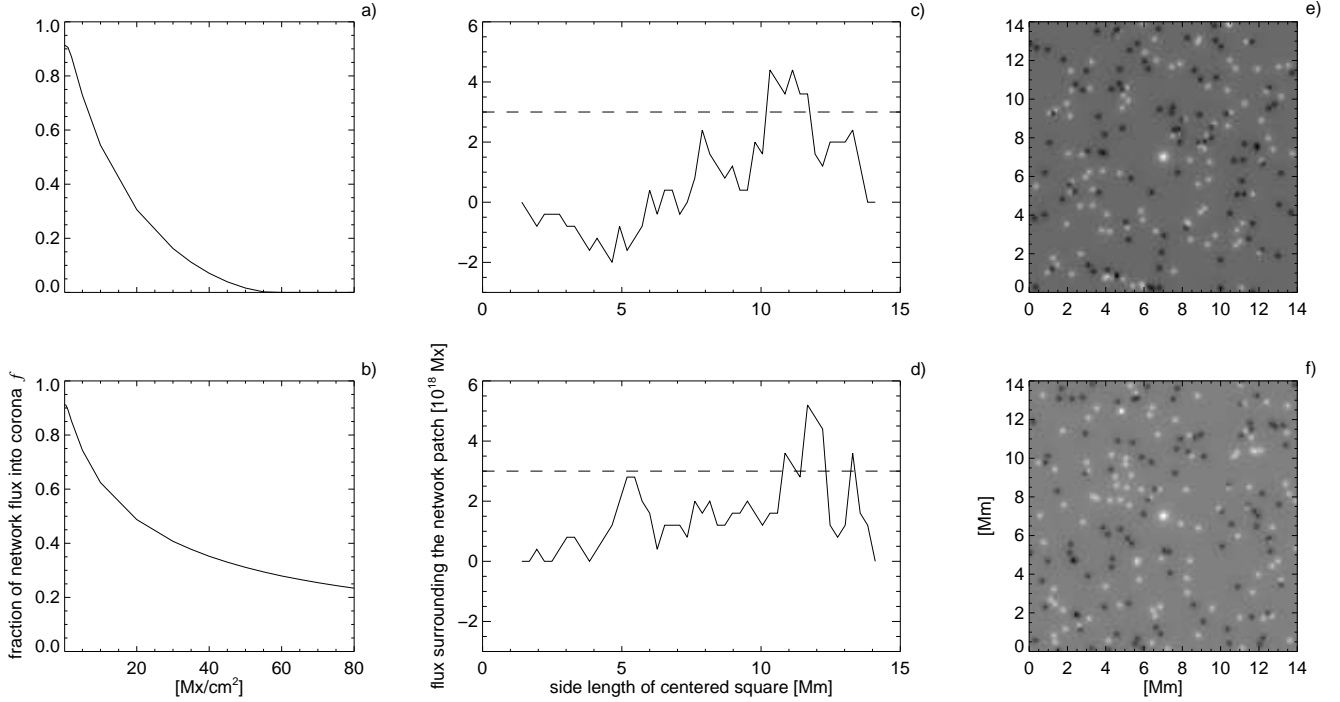 a)
1.0
0.8
0.6
0.4
0.2
0.0
c)
4
2
0
−2
0 5 10 15
e)
14
12
10
8
6
4
2
0
0 2 4 6 8 10 12 14
b)
1.0
0.8
0.6
0.4
0.2
0.0
20 40 60 80
[Mx/cm2]
fraction of network flux into corona f
d)
4
2
0
−2
0 5 10 15
side length of centered square [Mm]
flux surrounding the network patch [1018 Mx]
f)
14
12
10
8
6
4
2
0
0 2 4 6 8 10 12 14
[Mm]
[Mm]